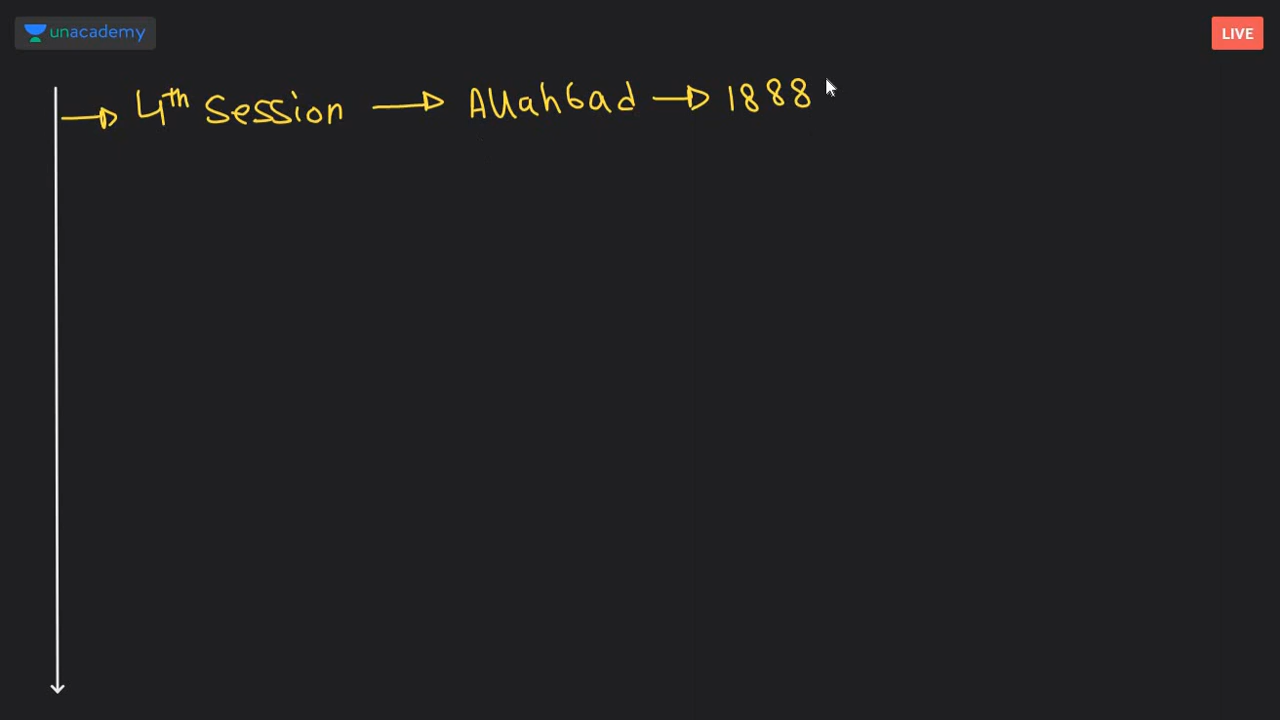 unacademy
LIVE
→ 4th Session → Allahbad → 1888